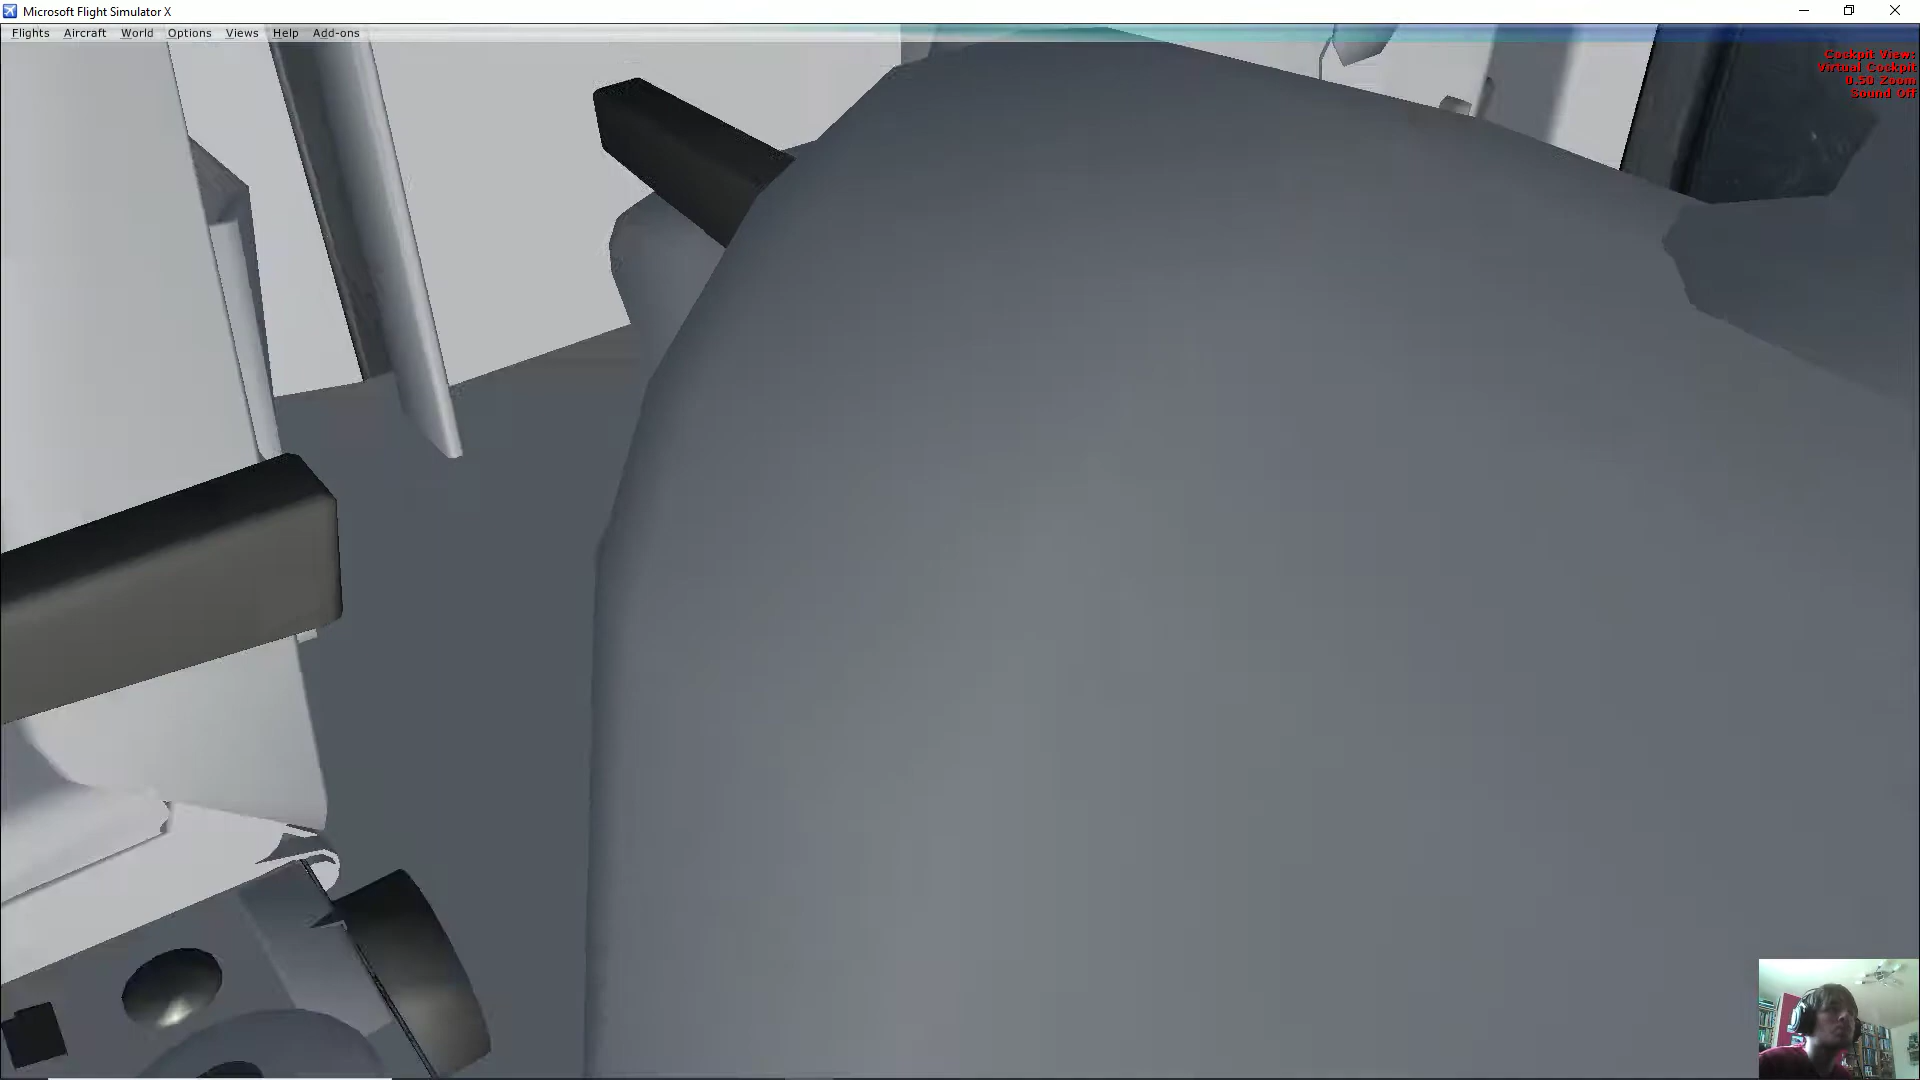 Microsoft Flight Simulator X
Flights Aircraft World Options Views Help Add-ons
Cockpit View:
Virtual Cockpit
0.50 Zoom
Sound Off